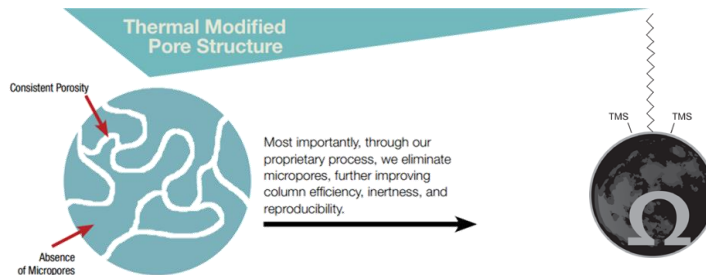 Thermal Modified
Pore Structure
Consistent Porosity
Most importantly, through our
proprietary process, we eliminate
micropores, further improving
column efficiency, inertness, and
reproducibility.
Absence
of Micropores
TMS TMS
Ω